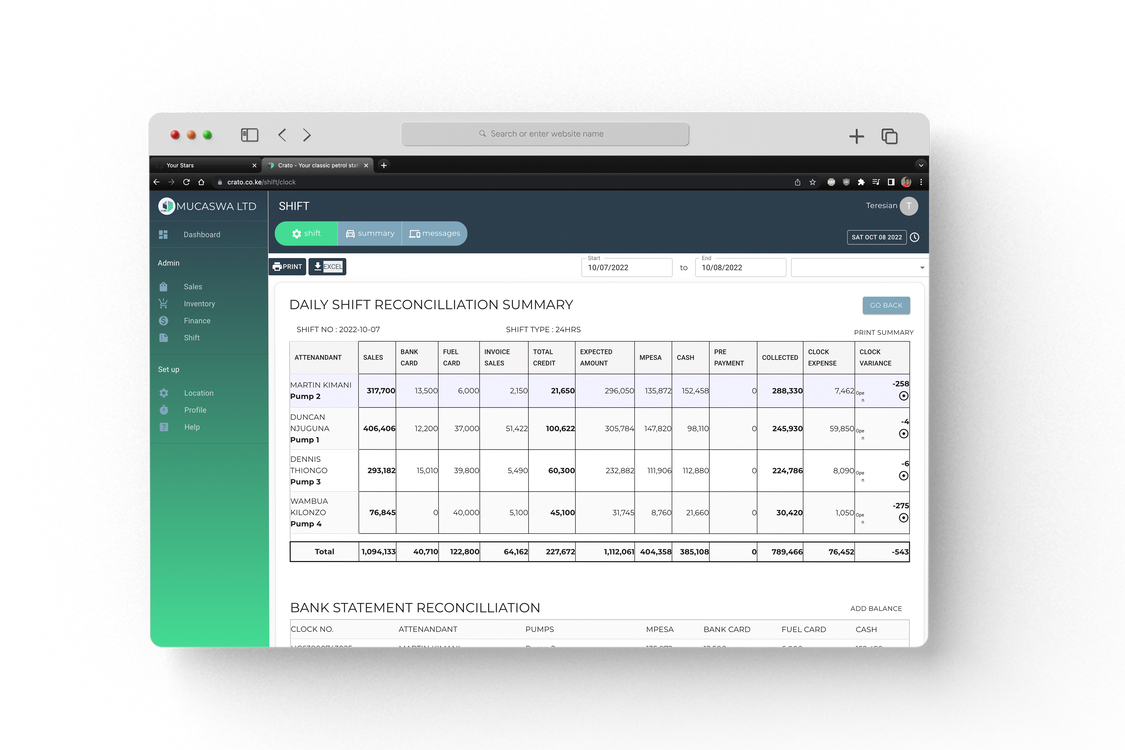 Search or enter website name
Your Stars
Crato - Your classic petrol stat
crato.co.ke/shift/clock
MUCASWA LTD
SHIFT
Teresian T
Dashboard
shift summary messages
SAT OCT 08 2022
Admin
PRINT EXCEL
Start
10/07/2022
to
End
10/08/2022
Sales
Inventory
Finance
Shift
Set up
Location
Profile
Help
DAILY SHIFT RECONCILLIATION SUMMARY
GO BACK
SHIFT NO : 2022-10-07 SHIFT TYPE : 24HRS
PRINT SUMMARY
ATTENANDANT SALES BANK CARD FUEL CARD INVOICE SALES TOTAL CREDIT EXPECTED AMOUNT MPESA CASH PRE PAYMENT COLLECTED CLOCK EXPENSE CLOCK VARIANCE
MARTIN KIMANI Pump 2 317,700 13,500 6,000 2,150 21,650 296,050 135,872 152,458 0 288,330 7,462 Open -258
DUNCAN NJUGUNA Pump 1 406,406 12,200 37,000 51,422 100,622 305,784 147,820 98,110 0 245,930 59,850 Open -4
DENNIS THIONGO Pump 3 293,182 15,010 39,800 5,490 60,300 232,882 111,906 112,880 0 224,786 8,090 Open -6
WAMBUA KILONZO Pump 4 76,845 0 40,000 5,100 45,100 31,745 8,760 21,660 0 30,420 1,050 Open -275
Total 1,094,133 40,710 122,800 64,162 227,672 1,112,061 404,358 385,108 0 789,466 76,452 -543
BANK STATEMENT RECONCILLIATION
ADD BALANCE
CLOCK NO. ATTENANDANT PUMPS MPESA BANK CARD FUEL CARD CASH